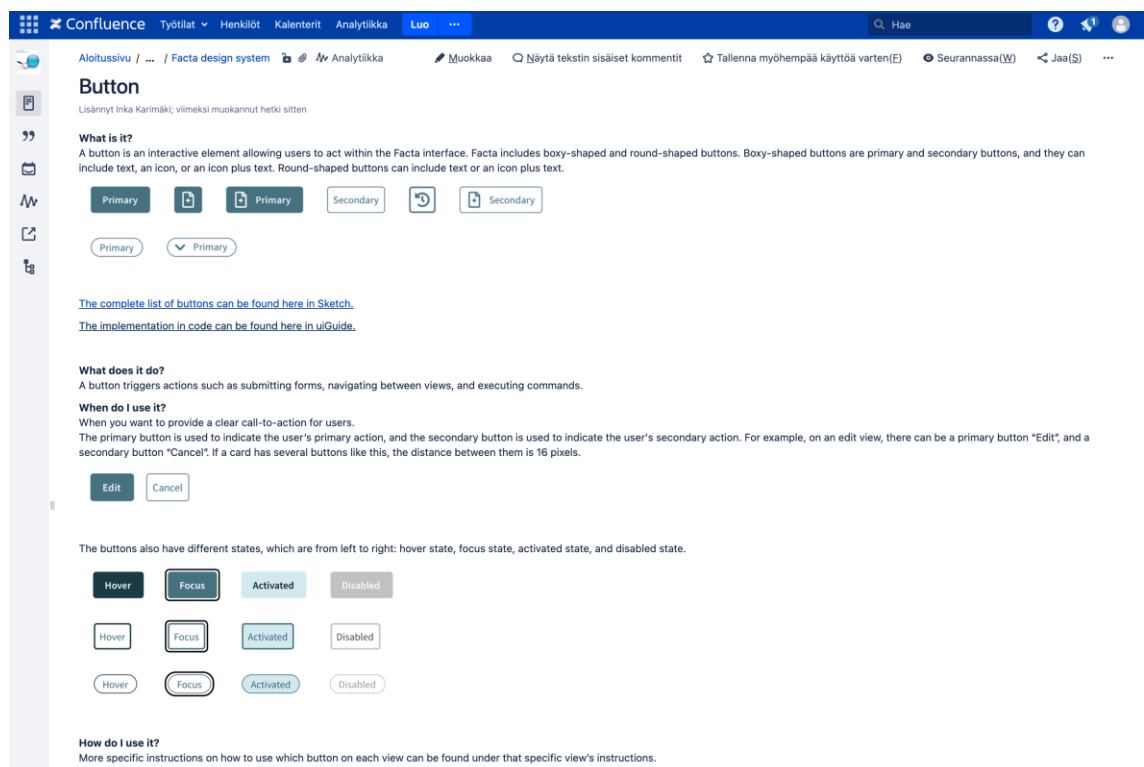 Confluence Työtilat Henkilöt Kalenterit Analytiikka Luo ... Hae
Aloitussivu / ... / Facta design system Analytiikka Muokkaa Näytä tekstin sisäiset kommentit Tallenna myöhempää käyttöä varten(F) Seurannassa(W) Jaa(S) ...
Button
Lisännyt Inka Karimäki; viimeksi muokannut hetki sitten
What is it?
A button is an interactive element allowing users to act within the Facta interface. Facta includes boxy-shaped and round-shaped buttons. Boxy-shaped buttons are primary and secondary buttons, and they can
include text, an icon, or an icon plus text. Round-shaped buttons can include text or an icon plus text.
Primary Primary Secondary Secondary
Primary Primary
The complete list of buttons can be found here in Sketch.
The implementation in code can be found here in uiGuide.
What does it do?
A button triggers actions such as submitting forms, navigating between views, and executing commands.
When do I use it?
When you want to provide a clear call-to-action for users.
The primary button is used to indicate the user's primary action, and the secondary button is used to indicate the user's secondary action. For example, on an edit view, there can be a primary button "Edit", and a
secondary button "Cancel". If a card has several buttons like this, the distance between them is 16 pixels.
Edit Cancel
The buttons also have different states, which are from left to right: hover state, focus state, activated state, and disabled state.
Hover Focus Activated Disabled
Hover Focus Activated Disabled
Hover Focus Activated Disabled
How do I use it?
More specific instructions on how to use which button on each view can be found under that specific view's instructions.